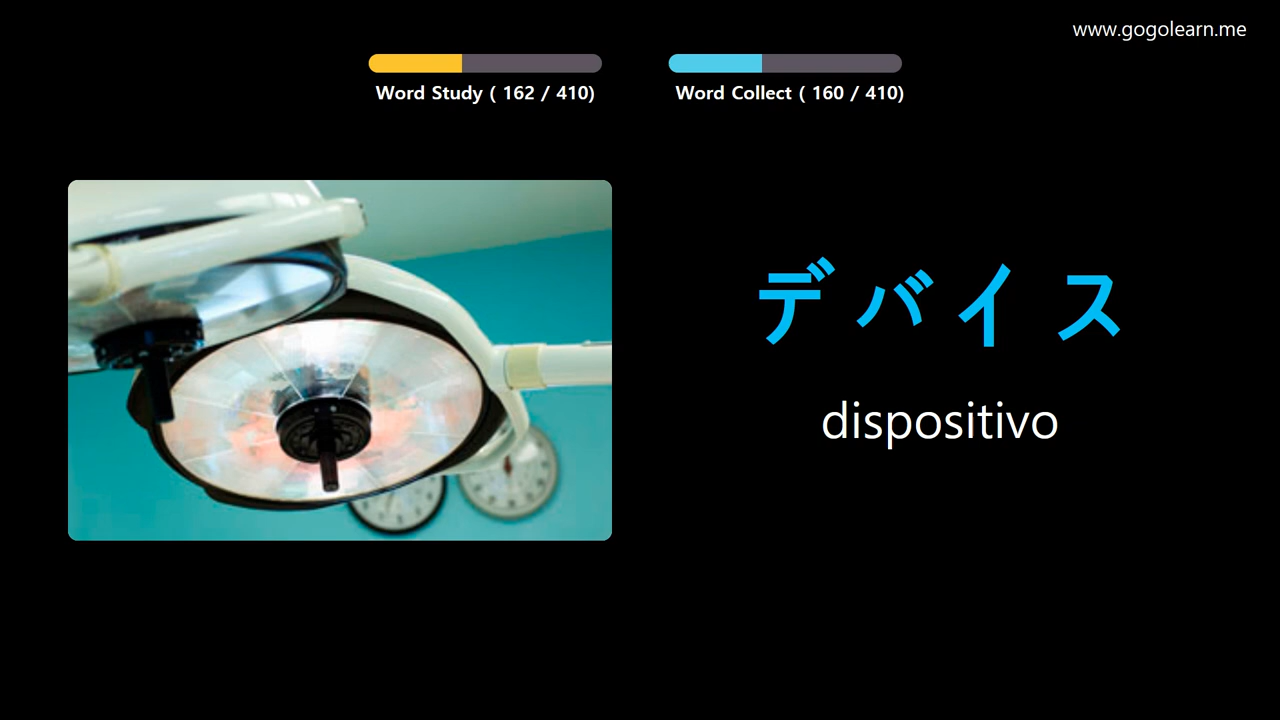 www.gogolearn.me
Word Study ( 162 / 410)
Word Collect ( 160 / 410)
デバイス
dispositivo